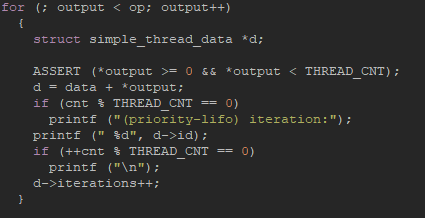 for (; output < op; output++)
{
struct simple_thread_data *d;
ASSERT (*output >= 0 && *output < THREAD_CNT);
d = data + *output;
if (cnt % THREAD_CNT == 0)
printf ("(priority-lifo) iteration:");
printf (" %d", d->id);
if (++cnt % THREAD_CNT == 0)
printf ("\n");
d->iterations++;
}